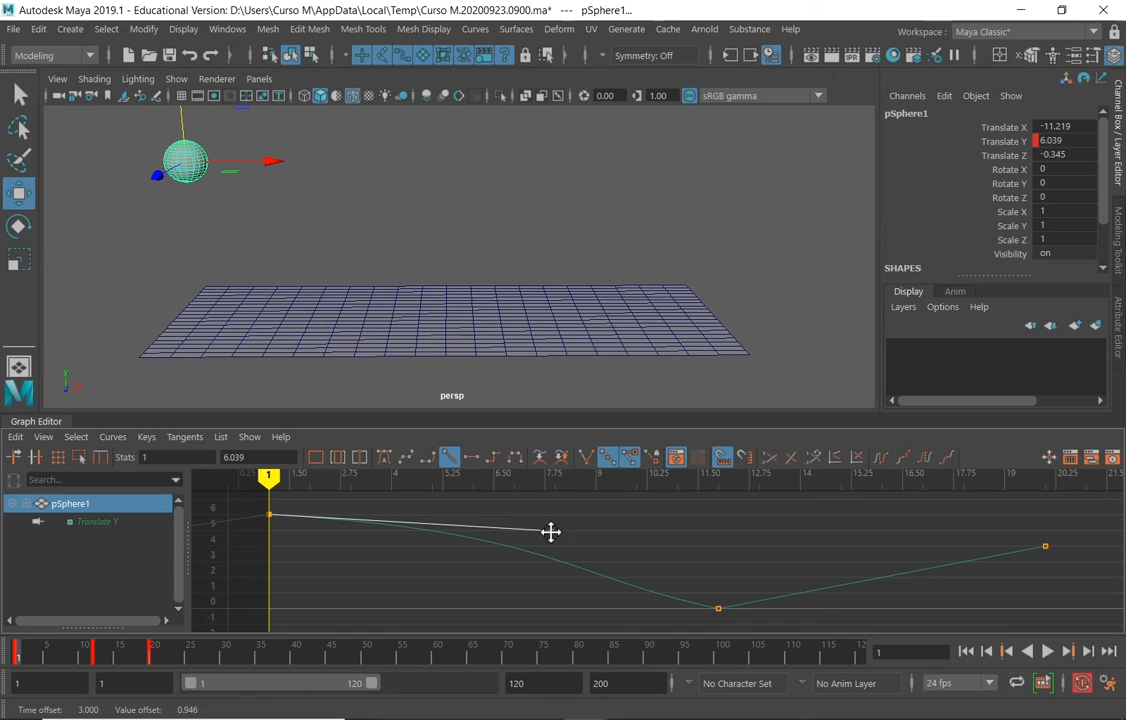 Autodesk Maya 2019.1 - Educational Version: D:\Users\Curso M\AppData\Local\Temp\Curso M.20200923.0900.ma* --- pSphere1...
File Edit Create Select Modify Display Windows Mesh Edit Mesh Mesh Tools Mesh Display Curves Surfaces Deform UV Generate Cache Arnold Substance Help Workspace : Maya Classic*
Modeling Symmetry: Off
View Shading Lighting Show Renderer Panels
0.00 1.00 sRGB gamma
Channels Edit Object Show
pSphere1
Translate X -11.219
Translate Y 6.039
Translate Z -0.345
Rotate X 0
Rotate Y 0
Rotate Z 0
Scale X 1
Scale Y 1
Scale Z 1
Visibility on
SHAPES
Display Anim
Layers Options Help
Channel Box / Layer Editor
Modeling Toolkit
Attribute Editor
y
persp
Graph Editor
Edit View Select Curves Keys Tangents List Show Help
Stats 1 6.039
Search...
1 1.50 2.75 4 5.25 6.50 7.75 9 10.25 11.50 12.75 14 15.25 16.50 17.75 19 20.25 21.5
pSphere1
Translate Y
6
5
4
3
2
1
0
-1
1 5 10 15 20 25 30 35 40 45 50 55 60 65 70 75 80 85 90 95 100 105 110 115 12
1
1 1 1 120 120 200 No Character Set No Anim Layer 24 fps
Time offset: 3.000 Value offset: 0.946